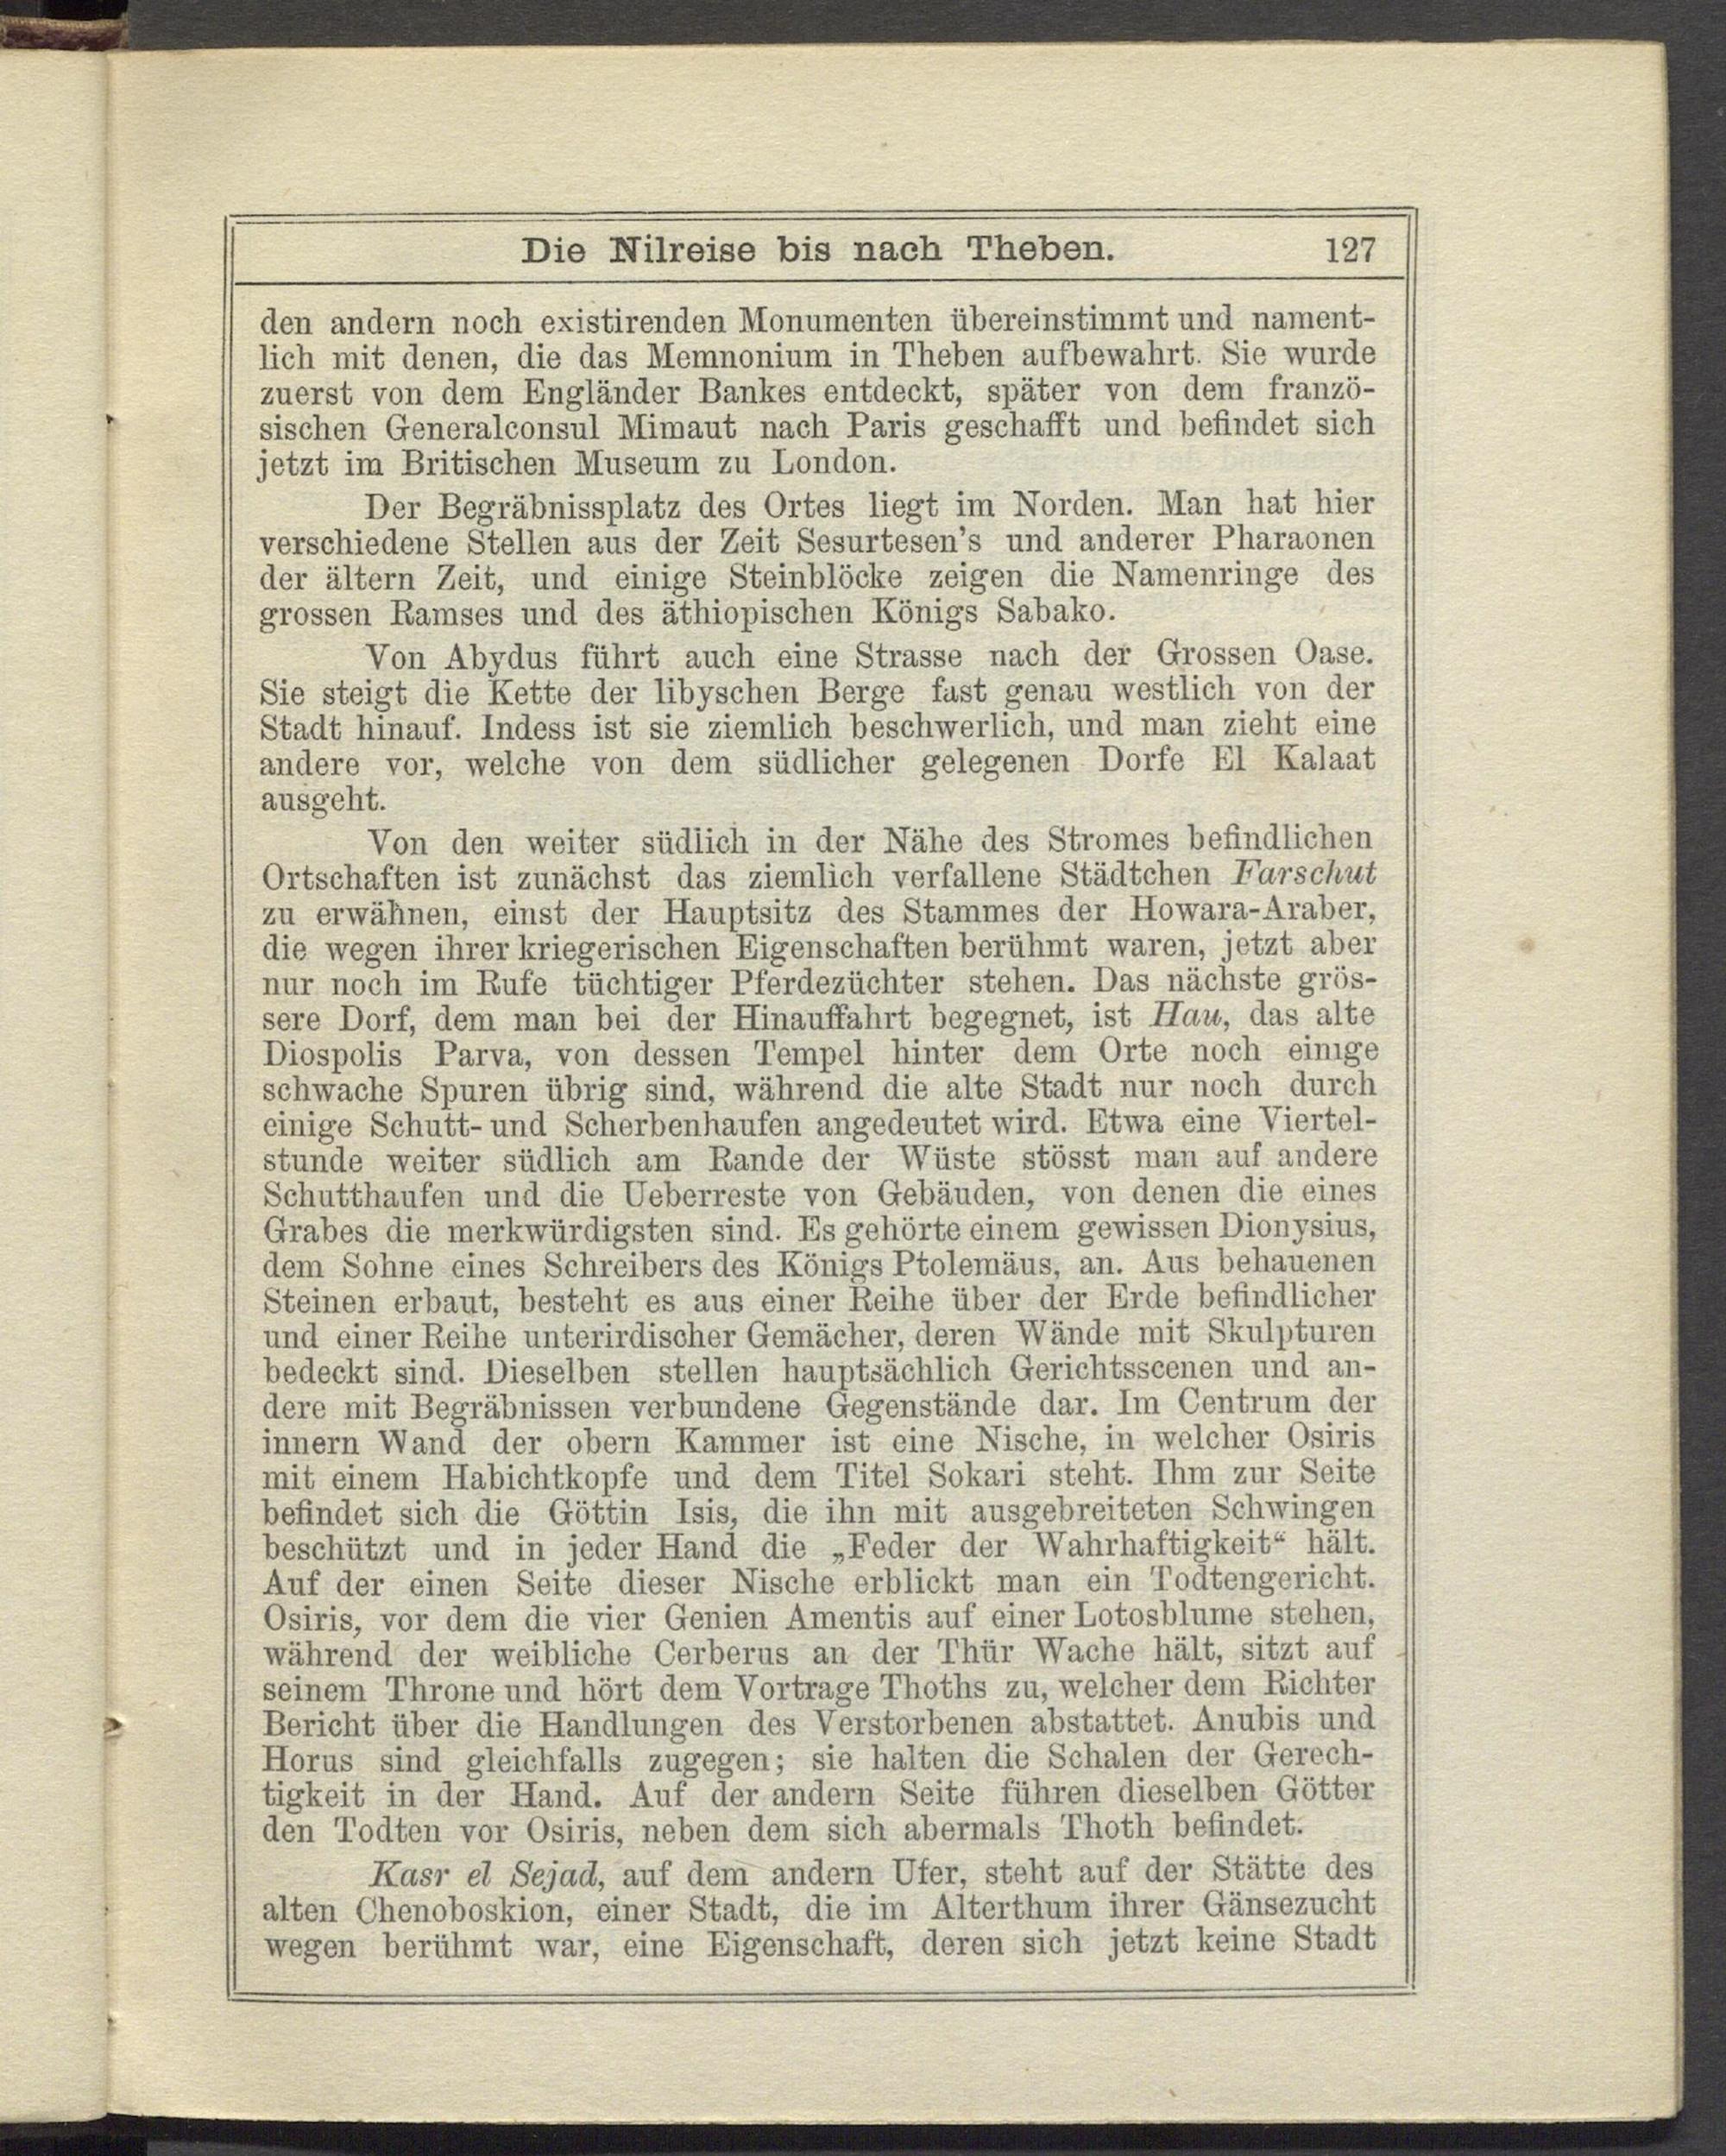 Die Nilreise bis nach Theben. 127
den andern noch existirenden Monumenten übereinstimmt und nament-
lich mit denen, die das Memnonium in Theben aufbewahrt. Sie wurde
zuerst von dem Engländer Bankes entdeckt, später von dem franzö-
sischen Generalconsul Mimaut nach Paris geschafft und befindet sich
jetzt im Britischen Museum zu London.
Der Begräbnissplatz des Ortes liegt im Norden. Man hat hier
verschiedene Stellen aus der Zeit Sesurtesen's und anderer Pharaonen
der ältern Zeit, und einige Steinblöcke zeigen die Namenringe des
grossen Ramses und des äthiopischen Königs Sabako.
Von Abydus führt auch eine Strasse nach der Grossen Oase.
Sie steigt die Kette der libyschen Berge fast genau westlich von der
Stadt hinauf. Indess ist sie ziemlich beschwerlich, und man zieht eine
andere vor, welche von dem südlicher gelegenen Dorfe El Kalaat
ausgeht.
Von den weiter südlich in der Nähe des Stromes befindlichen
Ortschaften ist zunächst das ziemlich verfallene Städtchen Farschut
zu erwähnen, einst der Hauptsitz des Stammes der Howara-Araber,
die wegen ihrer kriegerischen Eigenschaften berühmt waren, jetzt aber
nur noch im Rufe tüchtiger Pferdezüchter stehen. Das nächste grös-
sere Dorf, dem man bei der Hinauffahrt begegnet, ist Hau, das alte
Diospolis Parva, von dessen Tempel hinter dem Orte noch einige
schwache Spuren übrig sind, während die alte Stadt nur noch durch
einige Schutt- und Scherbenhaufen angedeutet wird. Etwa eine Viertel-
stunde weiter südlich am Rande der Wüste stösst man auf andere
Schutthaufen und die Ueberreste von Gebäuden, von denen die eines
Grabes die merkwürdigsten sind. Es gehörte einem gewissen Dionysius,
dem Sohne eines Schreibers des Königs Ptolemäus, an. Aus behauenen
Steinen erbaut, besteht es aus einer Reihe über der Erde befindlicher
und einer Reihe unterirdischer Gemächer, deren Wände mit Skulpturen
bedeckt sind. Dieselben stellen hauptsächlich Gerichtsscenen und an-
dere mit Begräbnissen verbundene Gegenstände dar. Im Centrum der
innern Wand der obern Kammer ist eine Nische, in welcher Osiris
mit einem Habichtkopfe und dem Titel Sokari steht. Ihm zur Seite
befindet sich die Göttin Isis, die ihn mit ausgebreiteten Schwingen
beschützt und in jeder Hand die „Feder der Wahrhaftigkeit“ hält.
Auf der einen Seite dieser Nische erblickt man ein Todtengericht.
Osiris, vor dem die vier Genien Amentis auf einer Lotosblume stehen,
während der weibliche Cerberus an der Thür Wache hält, sitzt auf
seinem Throne und hört dem Vortrage Thoths zu, welcher dem Richter
Bericht über die Handlungen des Verstorbenen abstattet. Anubis und
Horus sind gleichfalls zugegen; sie halten die Schalen der Gerech-
tigkeit in der Hand. Auf der andern Seite führen dieselben Götter
den Todten vor Osiris, neben dem sich abermals Thoth befindet.
Kasr el Sejad, auf dem andern Ufer, steht auf der Stätte des
alten Chenoboskion, einer Stadt, die im Alterthum ihrer Gänsezucht
wegen berühmt war, eine Eigenschaft, deren sich jetzt keine Stadt